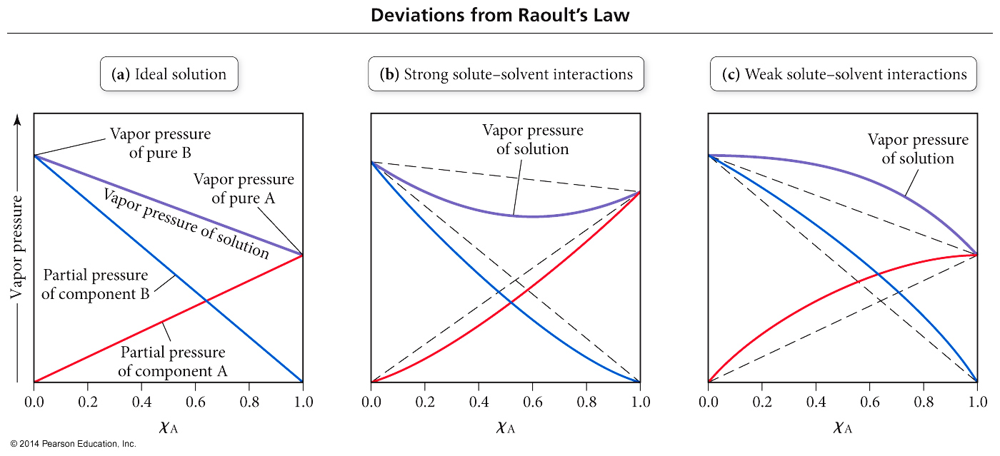 Deviations from Raoult's Law
(a) Ideal solution
Vapor pressure
Vapor pressure
of pure B
Vapor pressure
of pure A
Vapor pressure of solution
Partial pressure
of component B
Partial pressure
of component A
0.0 0.2 0.4 0.6 0.8 1.0
χA
(b) Strong solute–solvent interactions
Vapor pressure
of solution
0.0 0.2 0.4 0.6 0.8 1.0
χA
(c) Weak solute–solvent interactions
Vapor pressure
of solution
0.0 0.2 0.4 0.6 0.8 1.0
χA
© 2014 Pearson Education, Inc.